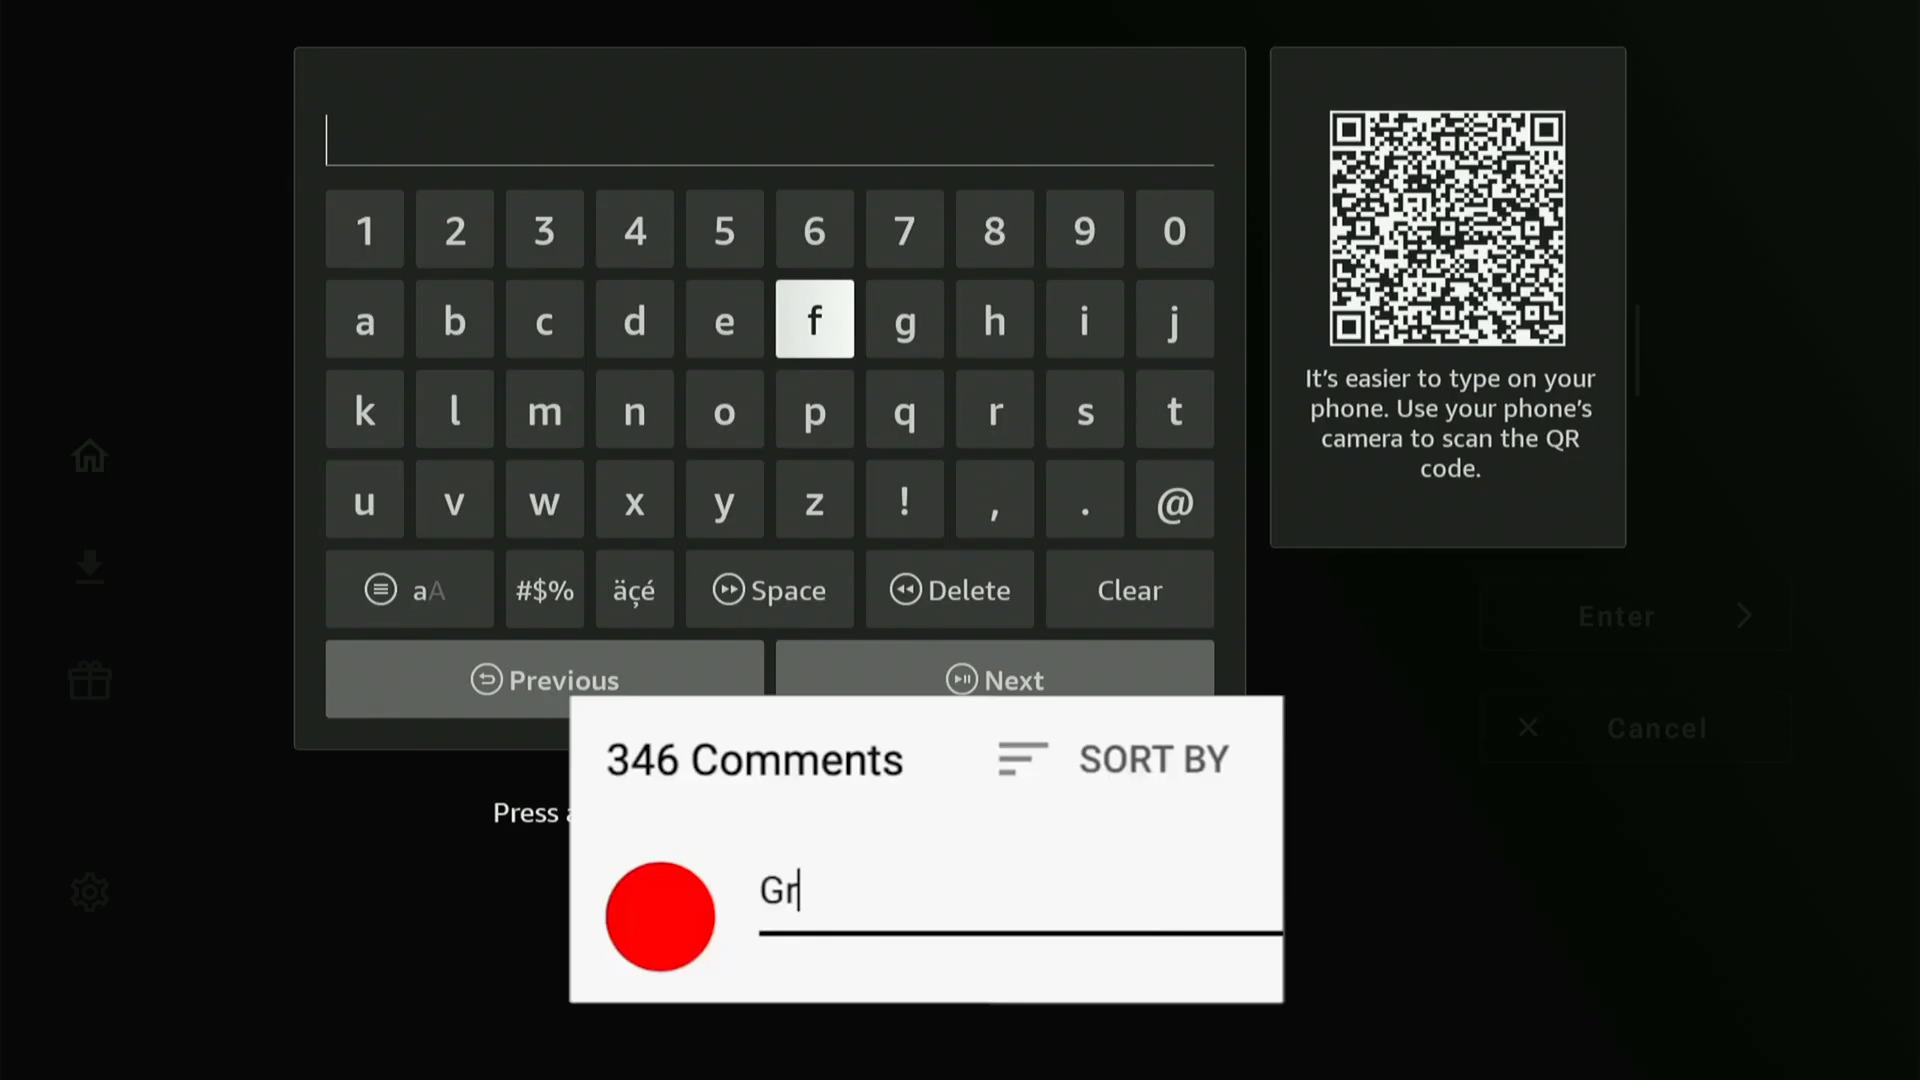 1 2 3 4 5 6 7 8 9 0
a b c d e f g h i j
k l m n o p q r s t
u v w x y z ! , . @
aA #$% äçé Space Delete Clear
Previous Next
It's easier to type on your
phone. Use your phone's
camera to scan the QR
code.
Enter
Cancel
Press
346 Comments SORT BY
Gr